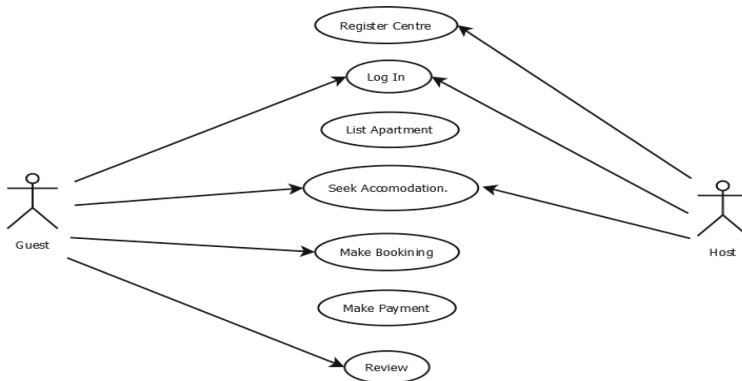 Register Centre
Log In
List Apartment
Seek Accomodation.
Guest
Host
Make Bookining
Make Payment
Review